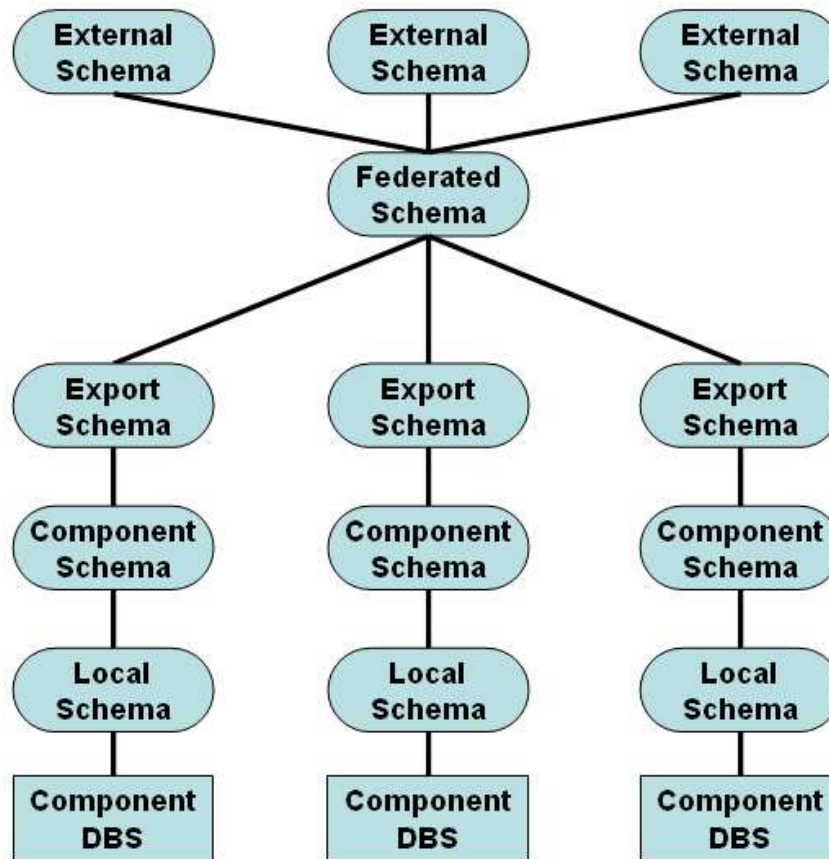 External
Schema
External
Schema
External
Schema
Federated
Schema
Export
Schema
Export
Schema
Export
Schema
Component
Schema
Component
Schema
Component
Schema
Local
Schema
Local
Schema
Local
Schema
Component
DBS
Component
DBS
Component
DBS